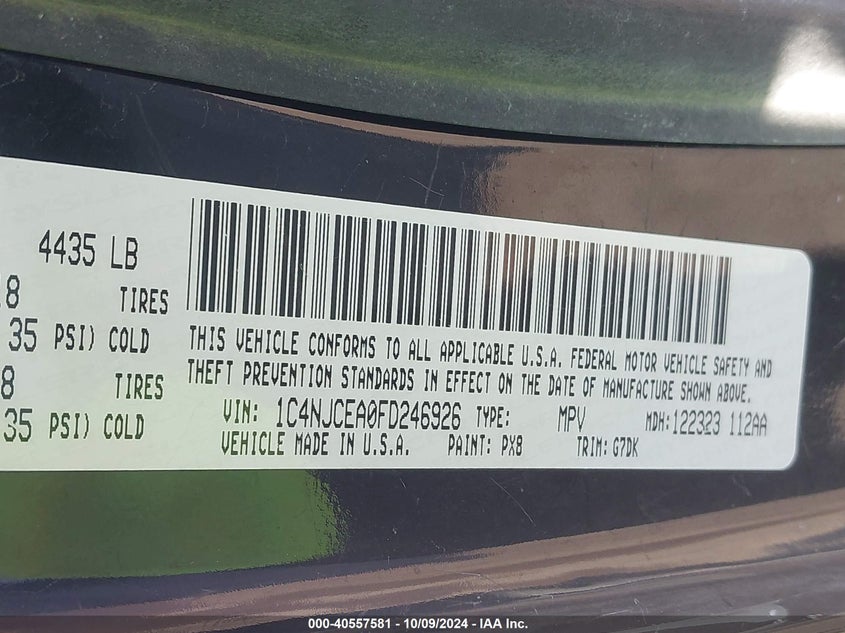 4435 LB
8 TIRES
35 PSI) COLD
8 TIRES
35 PSI) COLD
THIS VEHICLE CONFORMS TO ALL APPLICABLE U.S.A. FEDERAL MOTOR VEHICLE SAFETY AND
THEFT PREVENTION STANDARDS IN EFFECT ON THE DATE OF MANUFACTURE SHOWN ABOVE.
VIN: 1C4NJCEA0FD246926 TYPE: MPV MDH: 122323 112AA
VEHICLE MADE IN U.S.A. PAINT: PX8 TRIM: G7DK
000-40557581 - 10/09/2024 - IAA Inc.